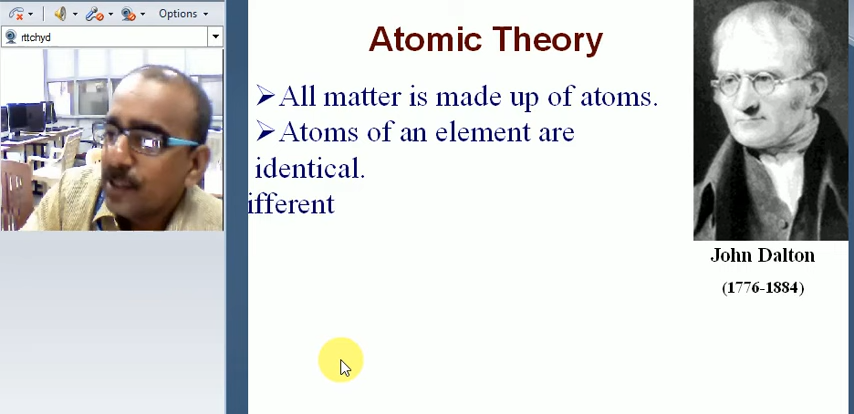 Options
rttchyd
Atomic Theory
➢All matter is made up of atoms.
➢Atoms of an element are
identical.
ifferent
John Dalton
(1776-1884)